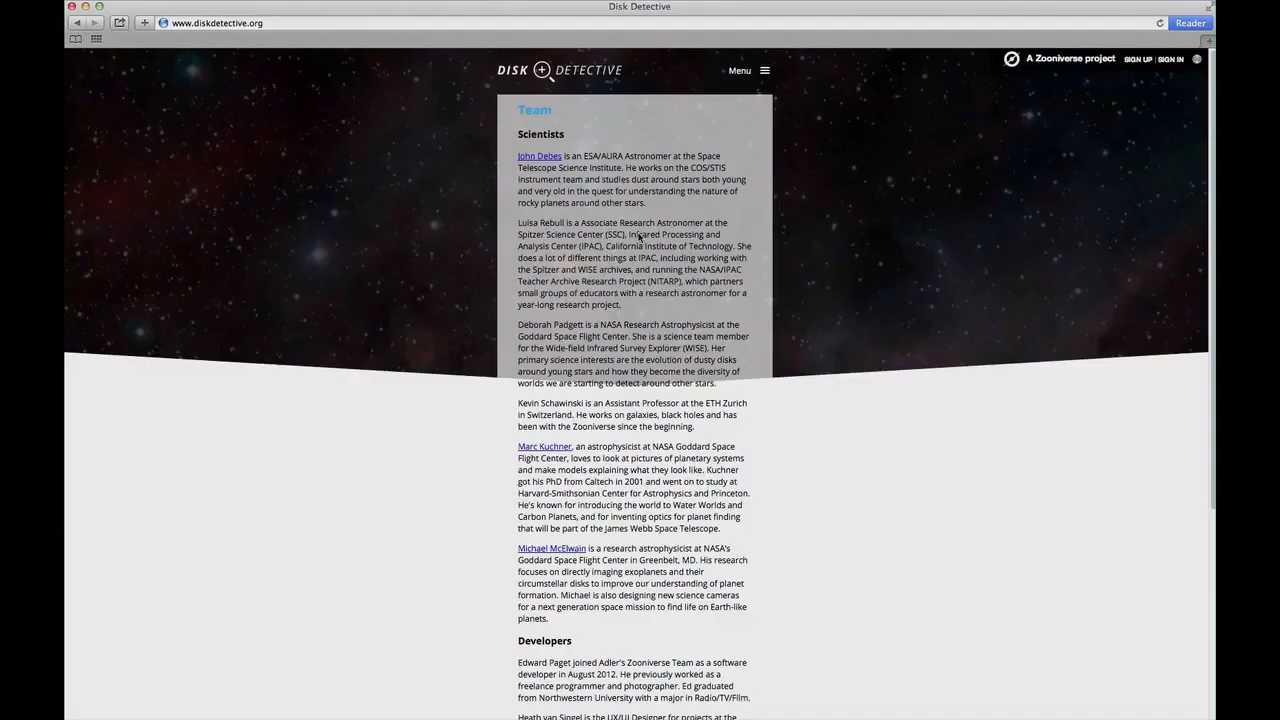 Disk Detective
www.diskdetective.org
Reader
DISK DETECTIVE
Menu
A Zooniverse project
SIGN UP | SIGN IN
Team
Scientists
John Debes is an ESA/AURA Astronomer at the Space
Telescope Science Institute. He works on the COS/STIS
Instrument team and studies dust around stars both young
and very old in the quest for understanding the nature of
rocky planets around other stars.
Luisa Rebull is a Associate Research Astronomer at the
Spitzer Science Center (SSC), Infrared Processing and
Analysis Center (IPAC), California Institute of Technology. She
does a lot of different things at IPAC, including working with
the Spitzer and WISE archives, and running the NASA/IPAC
Teacher Archive Research Project (NITARP), which partners
small groups of educators with a research astronomer for a
year-long research project.
Deborah Padgett is a NASA Research Astrophysicist at the
Goddard Space Flight Center. She is a science team member
for the Wide-field Infrared Survey Explorer (WISE). Her
primary science interests are the evolution of dusty disks
around young stars and how they become the diversity of
worlds we are starting to detect around other stars.
Kevin Schawinski is an Assistant Professor at the ETH Zurich
in Switzerland. He works on galaxies, black holes and has
been with the Zooniverse since the beginning.
Marc Kuchner, an astrophysicist at NASA Goddard Space
Flight Center, loves to look at pictures of planetary systems
and make models explaining what they look like. Kuchner
got his PhD from Caltech in 2001 and went on to study at
Harvard-Smithsonian Center for Astrophysics and Princeton.
He's known for introducing the world to Water Worlds and
Carbon Planets, and for inventing optics for planet finding
that will be part of the James Webb Space Telescope.
Michael McElwain is a research astrophysicist at NASA's
Goddard Space Flight Center in Greenbelt, MD. His research
focuses on directly imaging exoplanets and their
circumstellar disks to improve our understanding of planet
formation. Michael is also designing new science cameras
for a next generation space mission to find life on Earth-like
planets.
Developers
Edward Paget joined Adler's Zooniverse Team as a software
developer in August 2012. He previously worked as a
freelance programmer and photographer. Ed graduated
from Northwestern University with a major in Radio/TV/Film.
Heath van Singel is the UX/UI Designer for projects at the